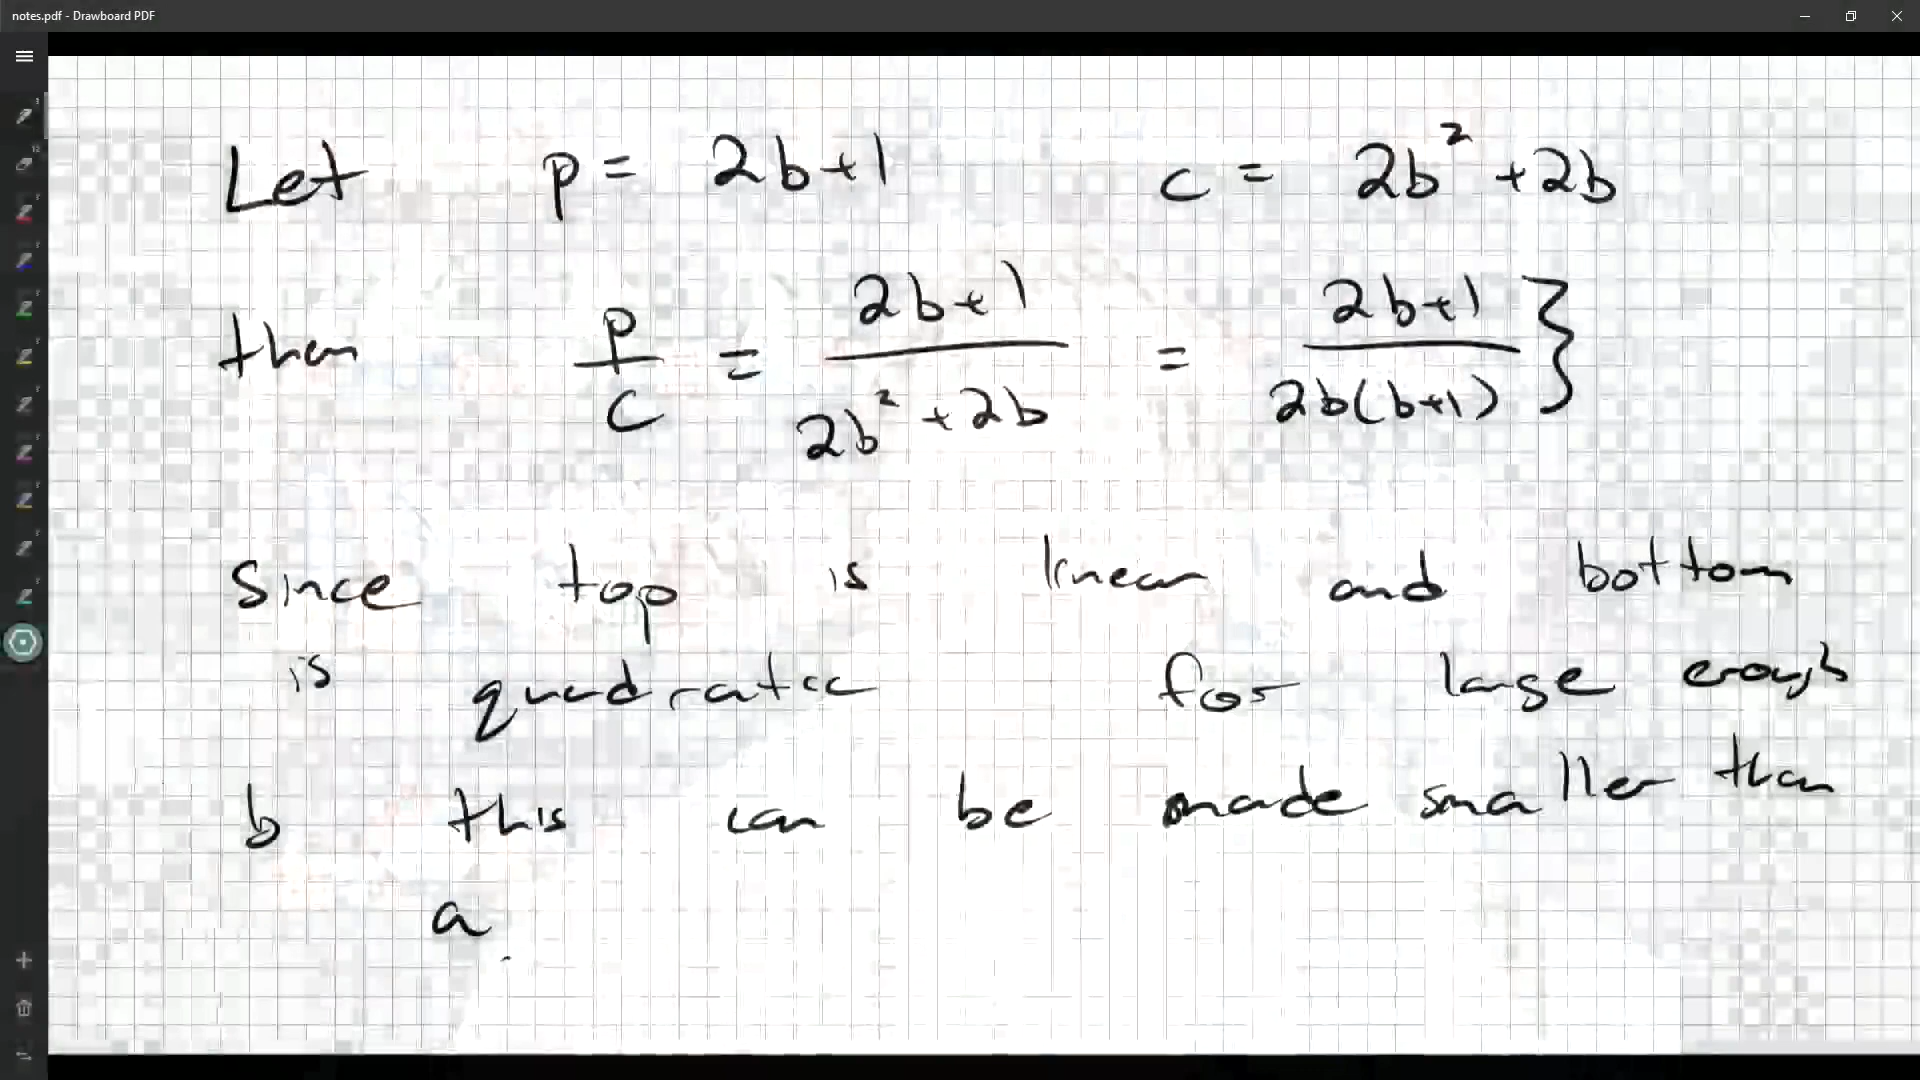 notes.pdf - Drawboard PDF
Let p = 2b+1 c = 2b² +2b
then p/c = (2b+1)/(2b² + 2b) = (2b+1)/(2b(b+1)) }
Since top is linear and bottom
is quadratic for large enough
b this can be made smaller than
a